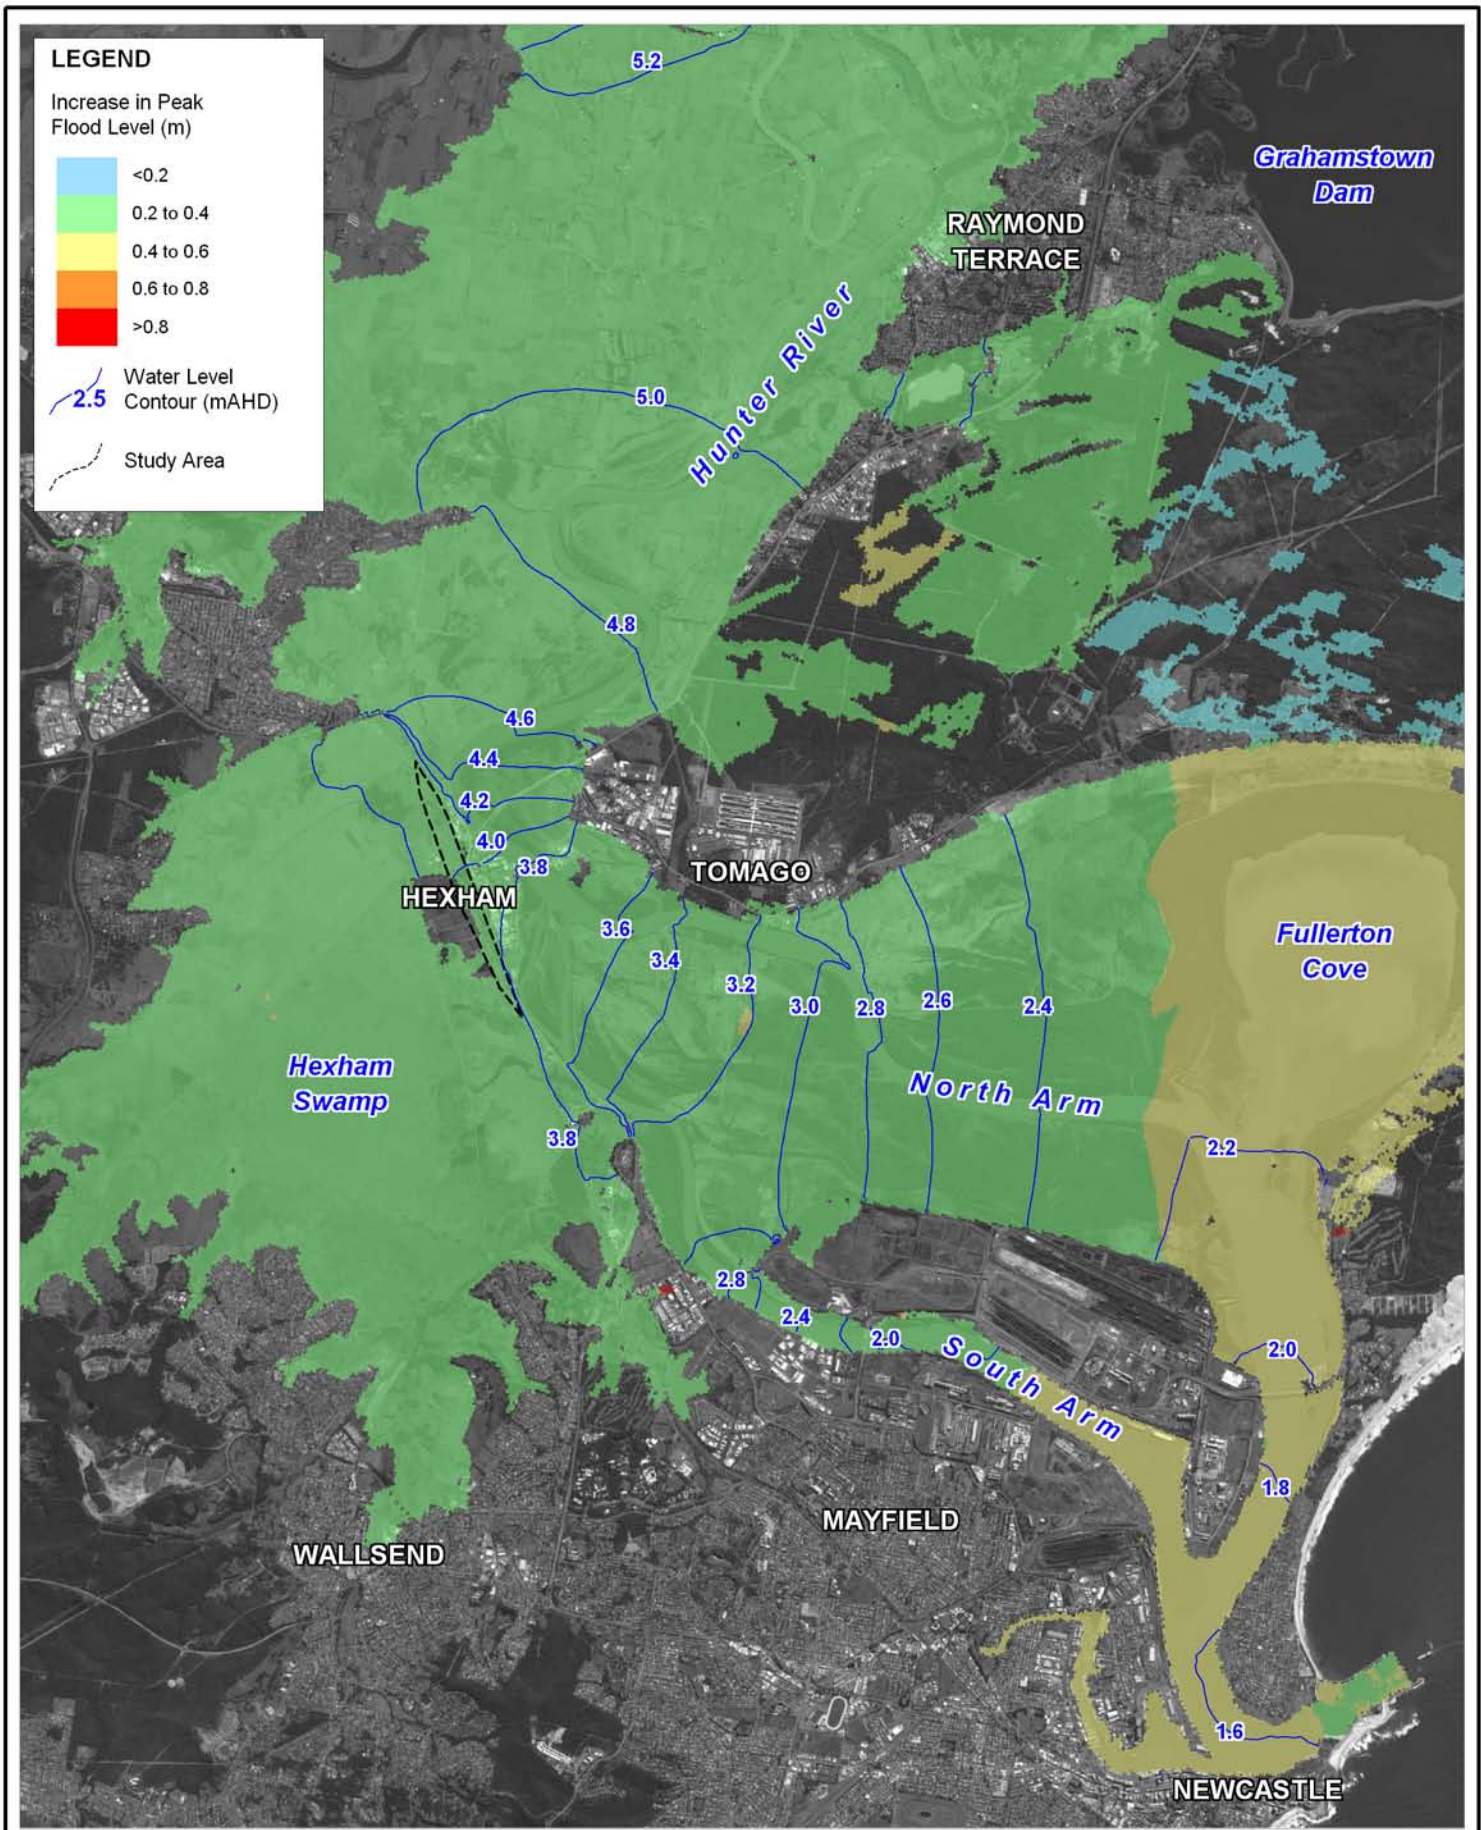 LEGEND
Increase in Peak
Flood Level (m)
<0.2
0.2 to 0.4
0.4 to 0.6
0.6 to 0.8
>0.8
2.5
Water Level
Contour (mAHD)
Study Area
5.2
Grahamstown
Dam
RAYMOND
TERRACE
Hunter River
5.0
4.8
4.6
4.4
4.2
4.0
3.8
TOMAGO
HEXHAM
3.6
3.4
3.2
3.0
2.8
2.6
2.4
Fullerton
Cove
Hexham
Swamp
North Arm
3.8
2.2
2.8
2.4
2.0
South Arm
2.0
1.8
MAYFIELD
WALLSEND
1.6
NEWCASTLE